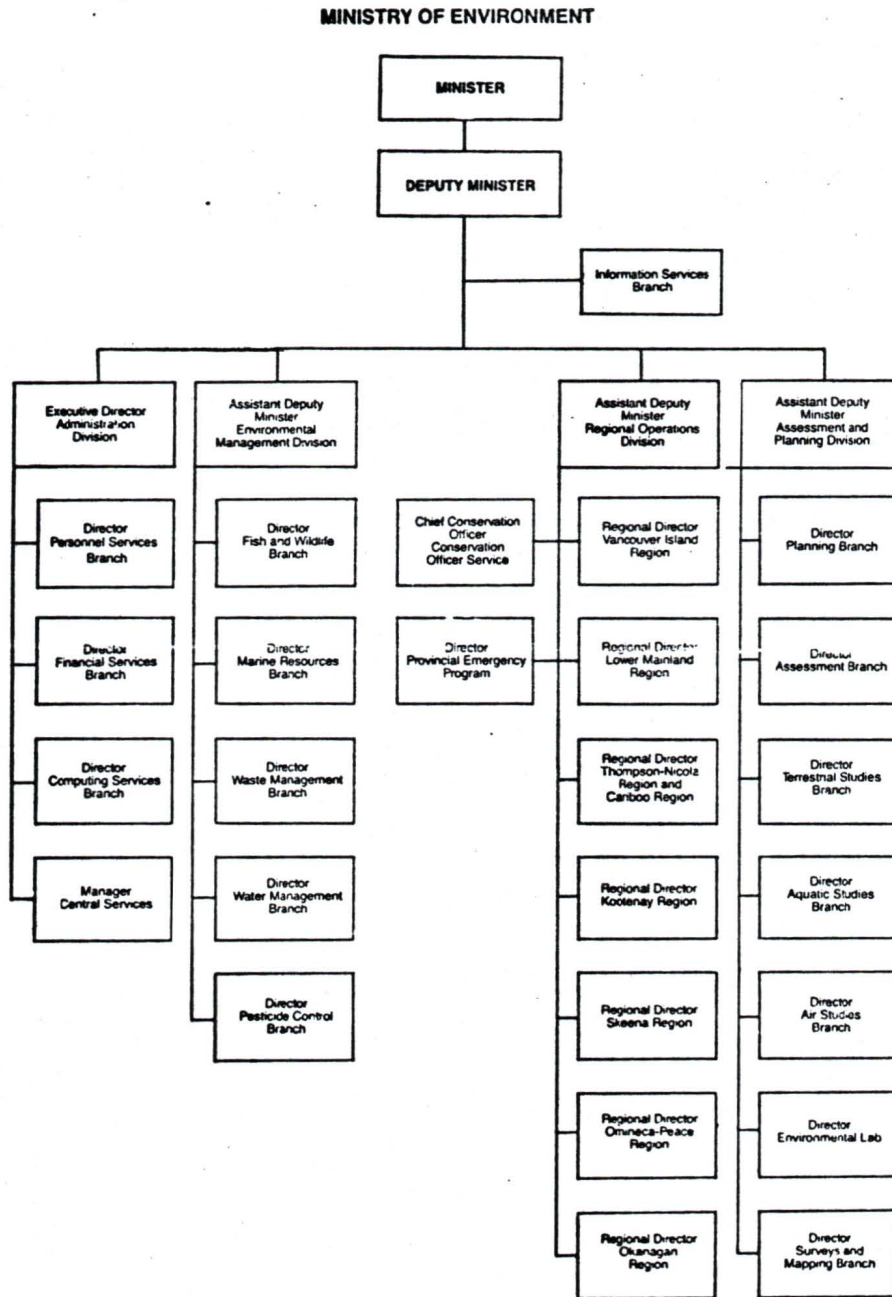 MINISTRY OF ENVIRONMENT
MINISTER
DEPUTY MINISTER
Information Services
Branch
Executive Director
Administration
Division
Assistant Deputy
Minister
Environmental
Management Division
Assistant Deputy
Minister
Regional Operations
Division
Assistant Deputy
Minister
Assessment and
Planning Division
Director
Personnel Services
Branch
Director
Fish and Wildlife
Branch
Chief Conservation
Officer
Conservation
Officer Service
Regional Director
Vancouver Island
Region
Director
Planning Branch
Director
Financial Services
Branch
Director
Marine Resources
Branch
Director
Provincial Emergency
Program
Regional Director
Lower Mainland
Region
Director
Assessment Branch
Director
Computing Services
Branch
Director
Waste Management
Branch
Regional Director
Thompson-Nicola
Region and
Cariboo Region
Director
Terrestrial Studies
Branch
Manager
Central Services
Director
Water Management
Branch
Regional Director
Kootenay Region
Director
Aquatic Studies
Branch
Director
Pesticide Control
Branch
Regional Director
Skeena Region
Director
Air Studies
Branch
Regional Director
Omineca-Peace
Region
Director
Environmental Lab
Regional Director
Okanagan
Region
Director
Surveys and
Mapping Branch